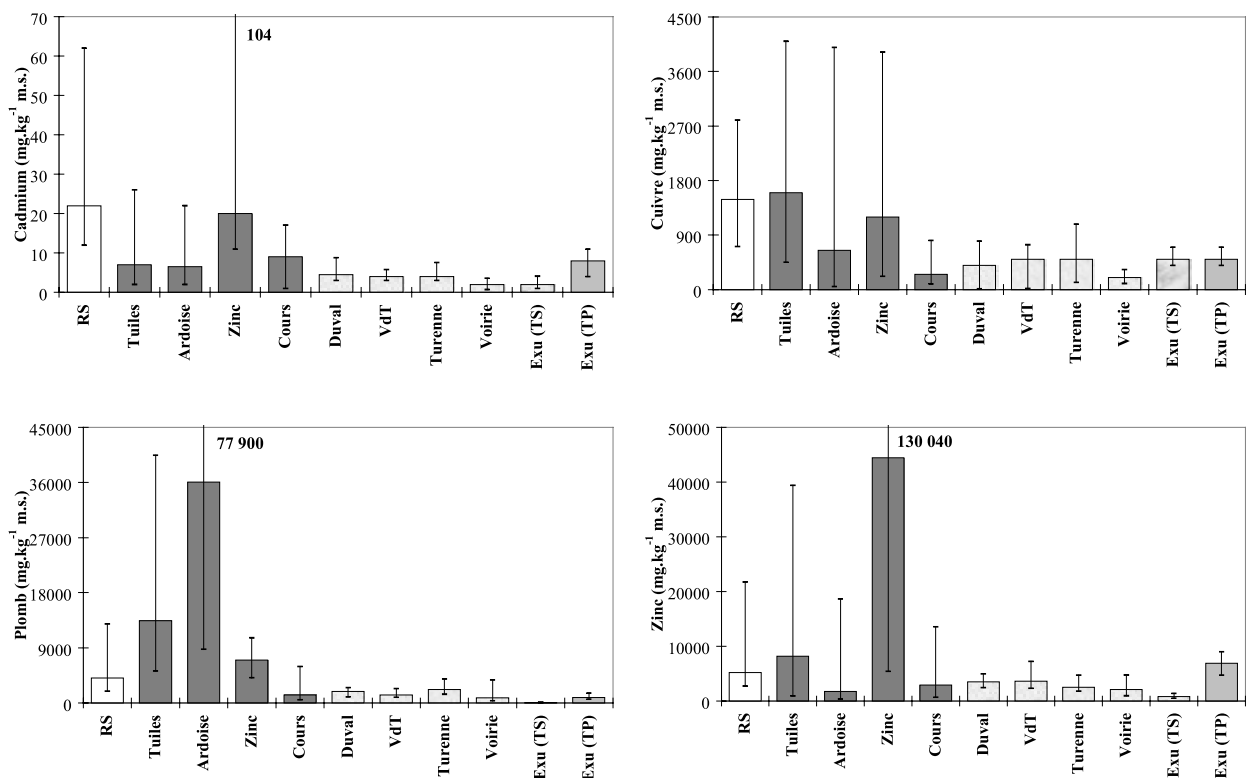 Cadmium (mg.kg⁻¹ m.s.)
70
60
50
40
30
20
10
0
104
RS
Tuiles
Ardoise
Zinc
Cours
Duval
VdT
Turenne
Voirie
Exu (TS)
Exu (TP)
Cuivre (mg.kg⁻¹ m.s.)
4500
3600
2700
1800
900
0
RS
Tuiles
Ardoise
Zinc
Cours
Duval
VdT
Turenne
Voirie
Exu (TS)
Exu (TP)
Plomb (mg.kg⁻¹ m.s.)
45000
36000
27000
18000
9000
0
77 900
RS
Tuiles
Ardoise
Zinc
Cours
Duval
VdT
Turenne
Voirie
Exu (TS)
Exu (TP)
Zinc (mg.kg⁻¹ m.s.)
50000
40000
30000
20000
10000
0
130 040
RS
Tuiles
Ardoise
Zinc
Cours
Duval
VdT
Turenne
Voirie
Exu (TS)
Exu (TP)